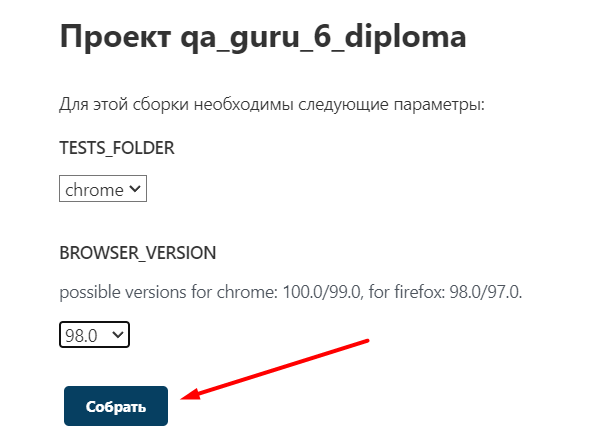 Проект qa_guru_6_diploma
Для этой сборки необходимы следующие параметры:
TESTS_FOLDER
chrome
BROWSER_VERSION
possible versions for chrome: 100.0/99.0, for firefox: 98.0/97.0.
98.0
Собрать